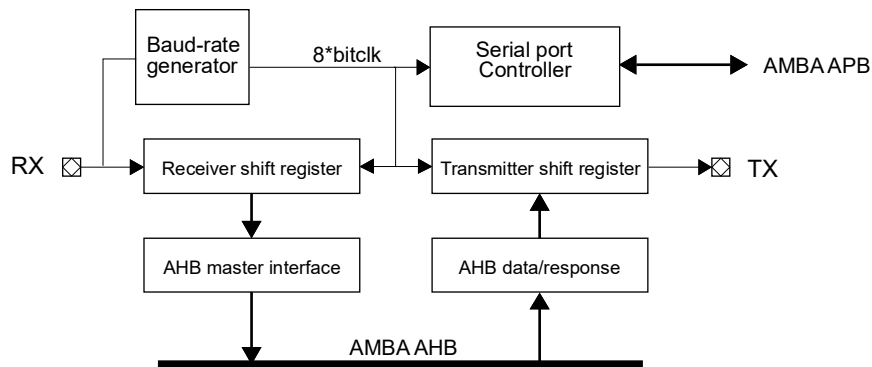 Baud-rate
generator
8*bitclk
Serial port
Controller
AMBA APB
RX
Receiver shift register
Transmitter shift register
TX
AHB master interface
AHB data/response
AMBA AHB